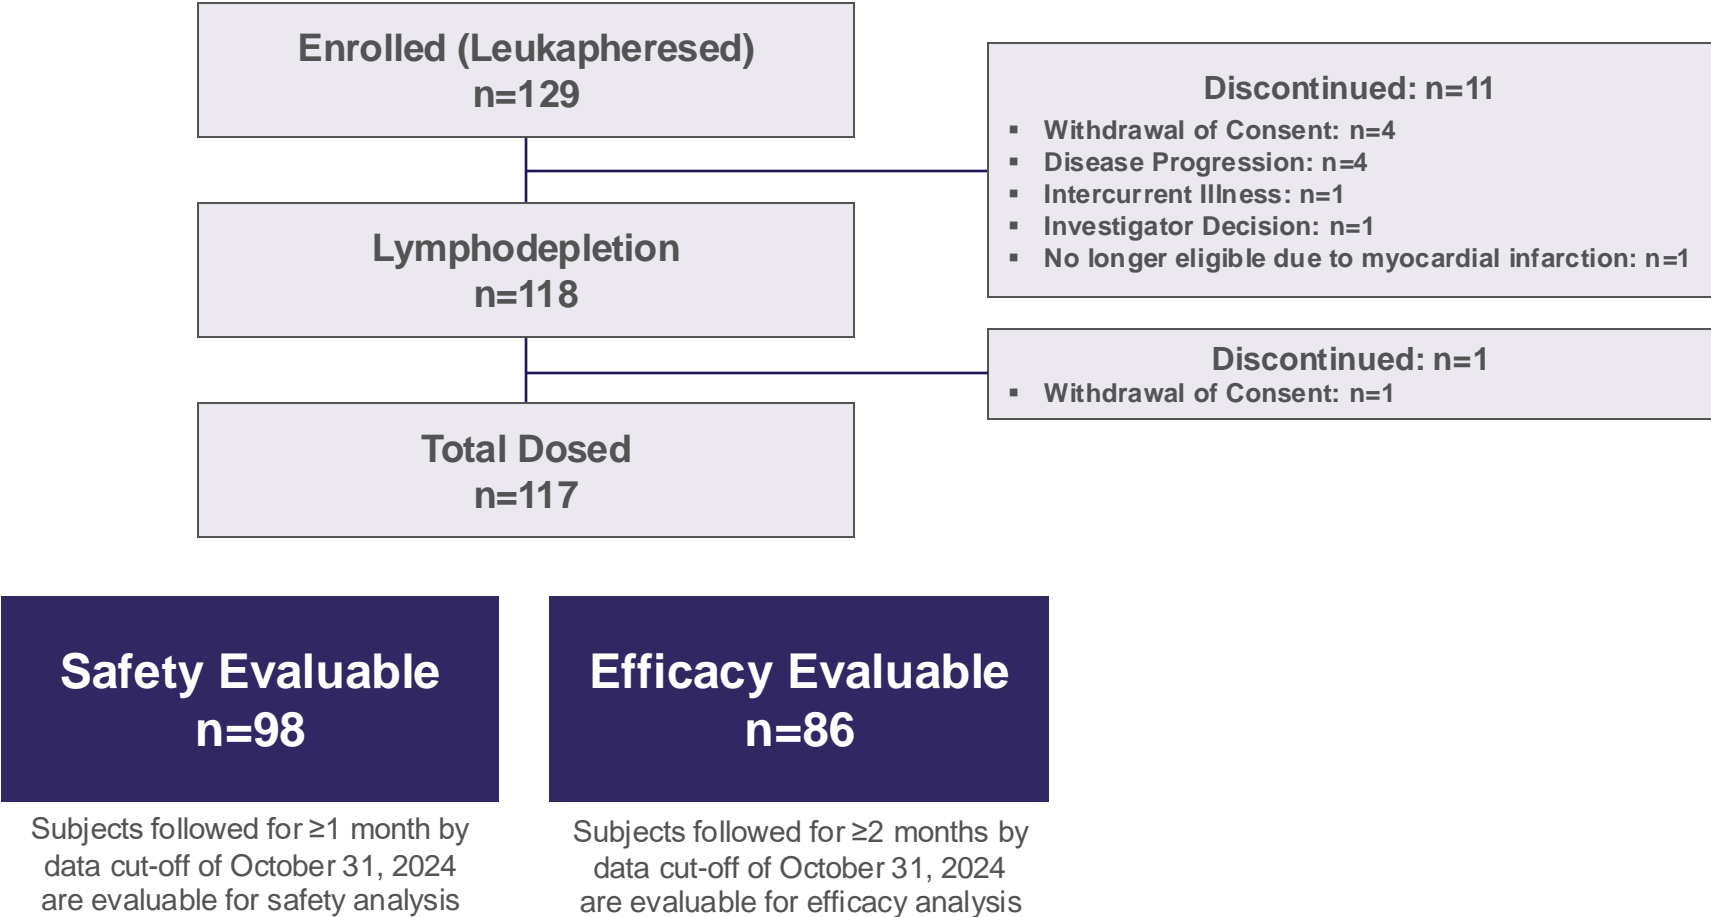 Enrolled (Leukapheresed)
n=129
Discontinued: n=11
▪ Withdrawal of Consent: n=4
▪ Disease Progression: n=4
▪ Intercurrent Illness: n=1
▪ Investigator Decision: n=1
▪ No longer eligible due to myocardial infarction: n=1
Lymphodepletion
n=118
Discontinued: n=1
▪ Withdrawal of Consent: n=1
Total Dosed
n=117
Safety Evaluable
n=98
Subjects followed for ≥1 month by
data cut-off of October 31, 2024
are evaluable for safety analysis
Efficacy Evaluable
n=86
Subjects followed for ≥2 months by
data cut-off of October 31, 2024
are evaluable for efficacy analysis